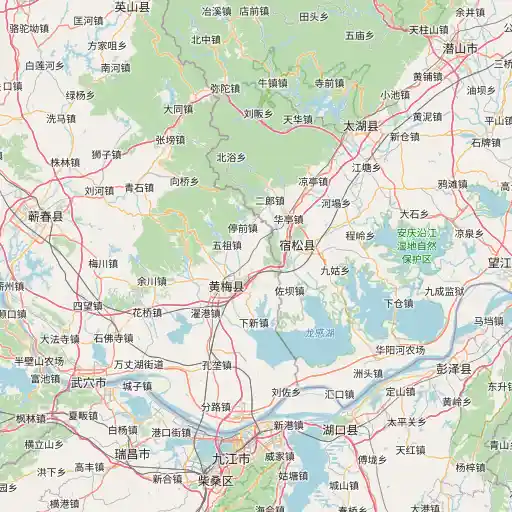 英山县
冶溪镇
店前镇
田头乡
余井镇
骆驼坳镇
匡河镇
天柱山镇
五庙乡
北中镇
方家咀乡
潜山市
白莲河乡
南河镇
黄铺镇
牛镇镇
寺前镇
弥陀镇
油坝乡
绿杨乡
小池镇
大同镇
刘畈乡
天华镇
洗马镇
黄泥镇
平山镇
太湖县
新仓镇
张塝镇
石牌镇
狮子镇
北浴乡
株林镇
江塘乡
向桥乡
凉亭镇
鸦滩镇
青石镇
刘河镇
二郎镇
河塌乡
蕲春县
华亭镇
大石乡
停前镇
安庆沿江
湿地自然
保护区
凉泉乡
程岭乡
五祖镇
宿松县
望江
梅川镇
九姑乡
余川镇
黄梅县
佐坝镇
九成监狱
下仓镇
四望镇
花桥镇
濯港镇
下新镇
马垱镇
龙感湖
大法寺镇
石佛寺镇
华阳河农场
半壁山农场
万丈湖街道
孔垄镇
彭泽县
洲头镇
富池镇
武穴市
城子镇
刘佐乡
汇口镇
定山镇
黄岭乡
分路镇
枫林镇
夏畈镇
太平关乡
白杨镇
港口街镇
新港镇
湖口县
横立山乡
天红镇
瑞昌市
九江市
威家镇
傅垅乡
洪下乡
高丰镇
杨梓镇
姑塘镇
新合镇
柴桑区
城山镇
横港镇
海会镇
大港镇